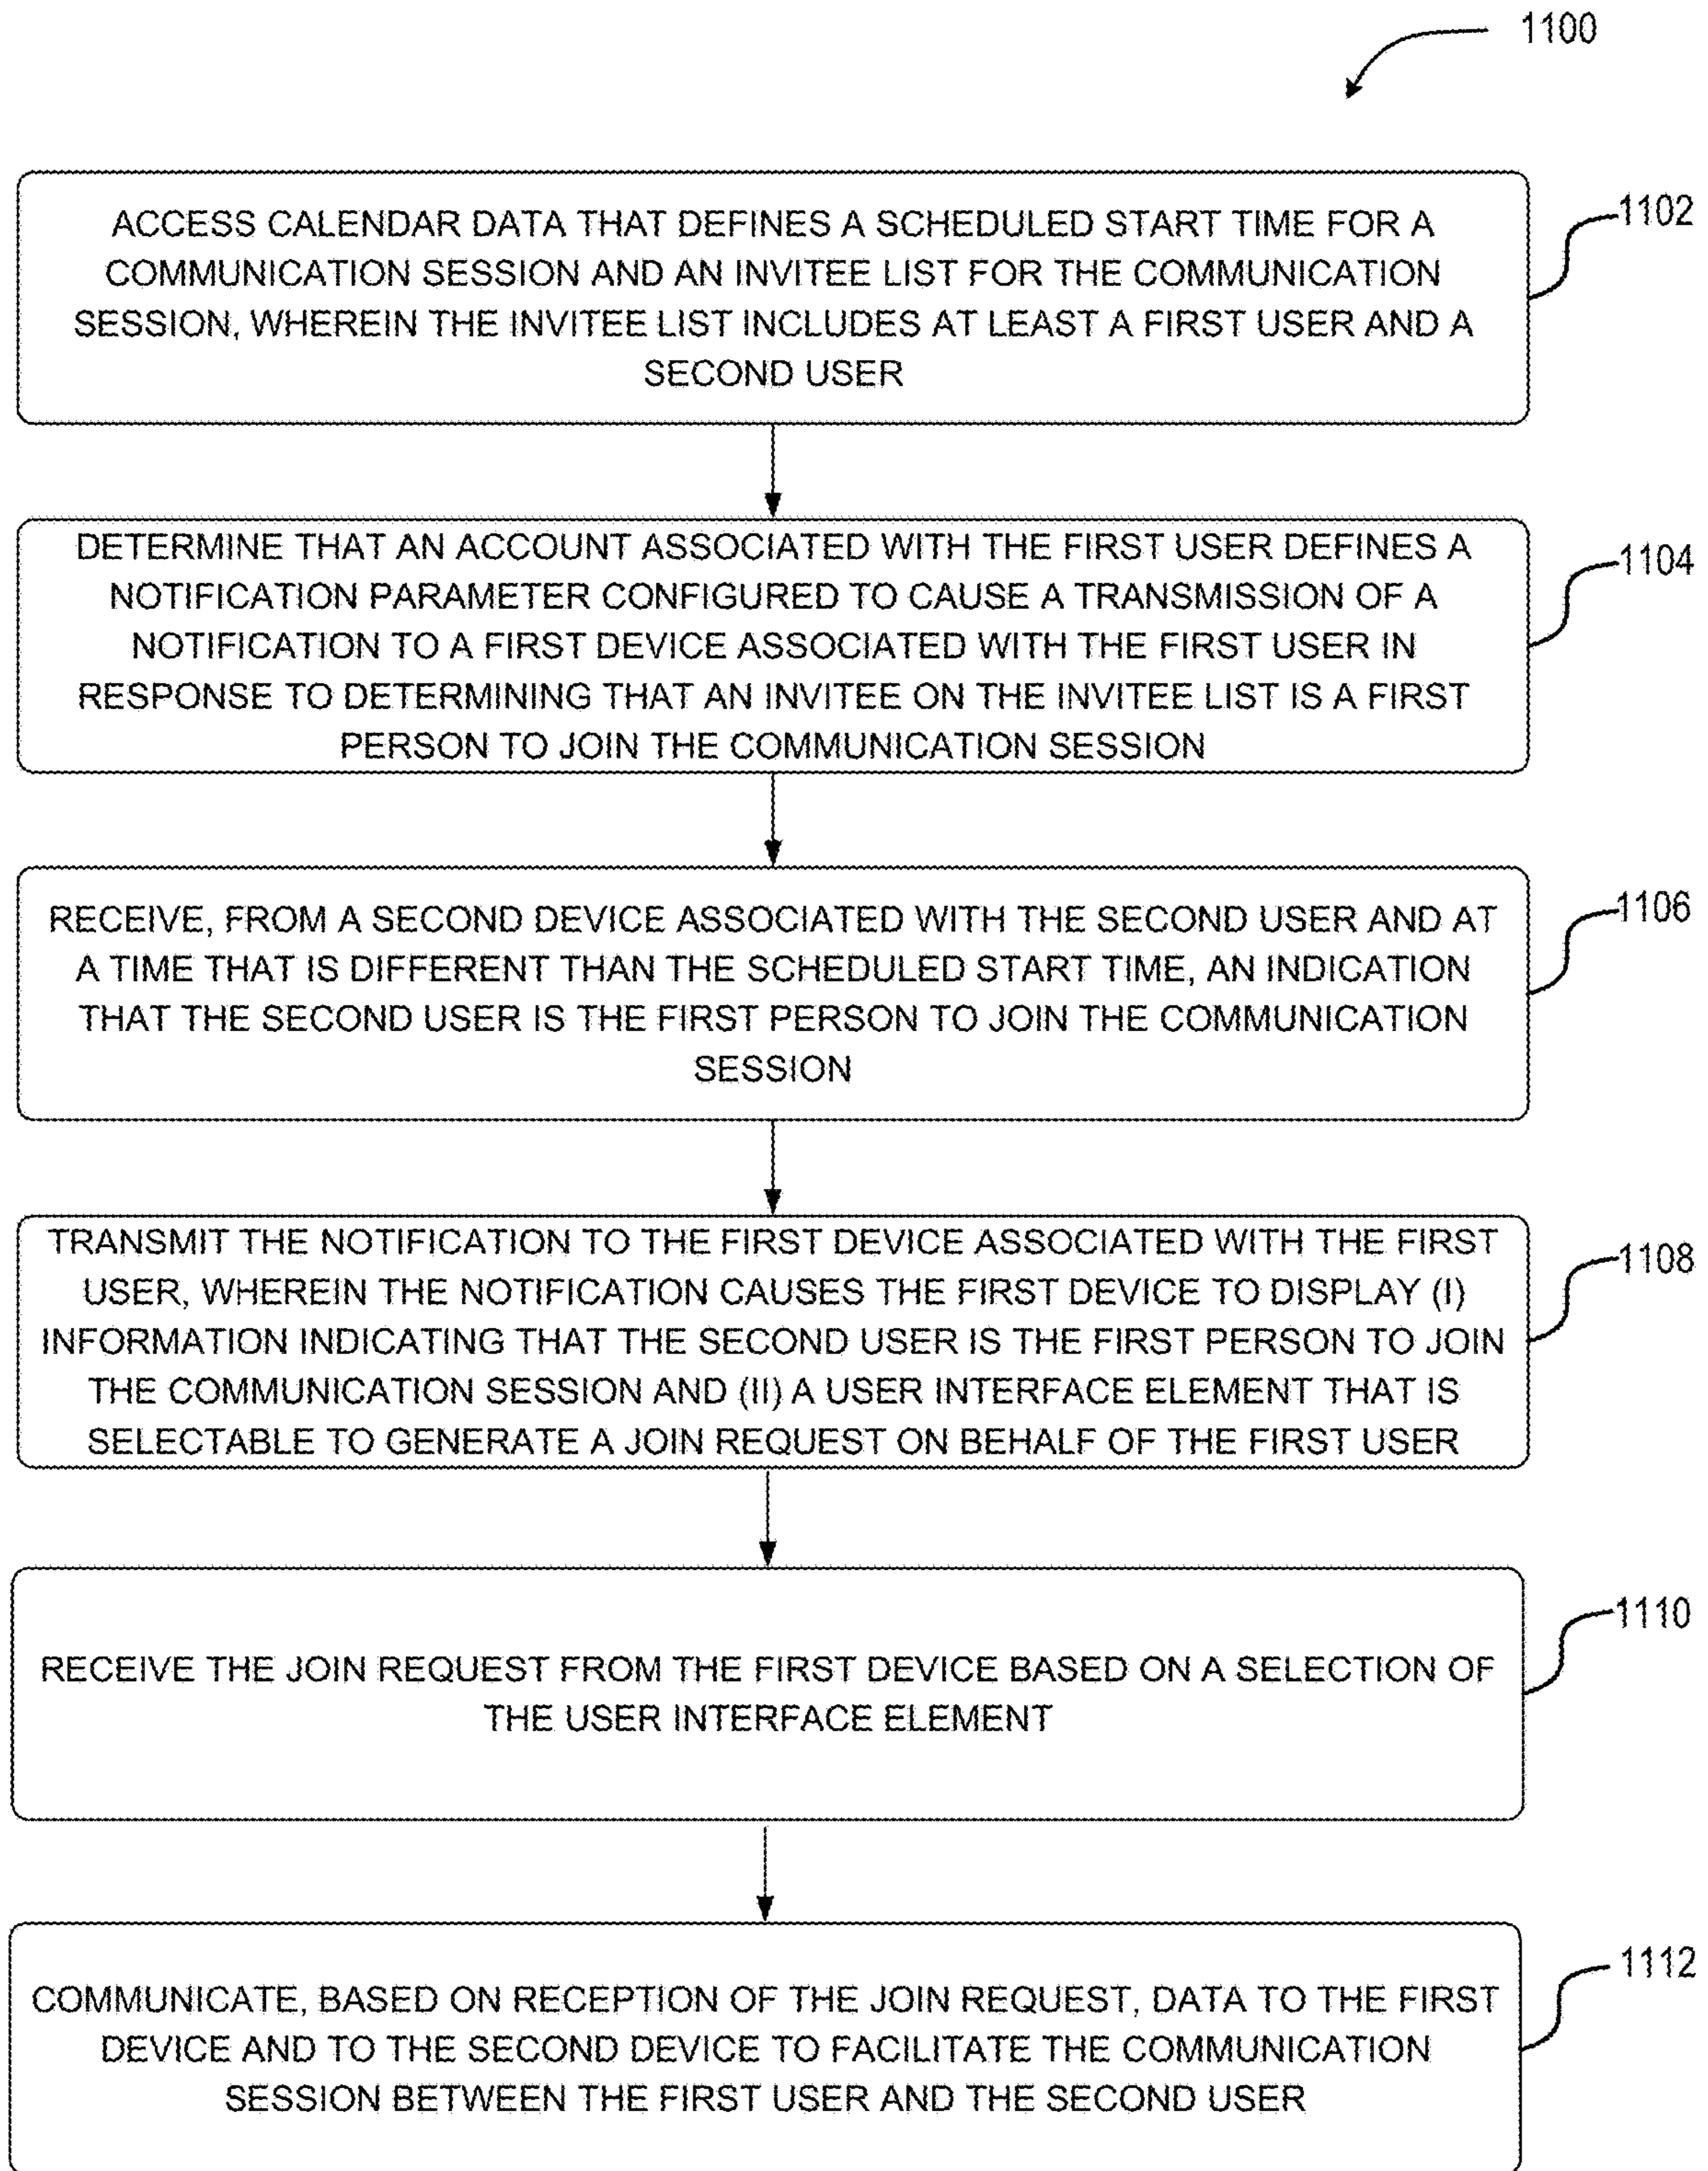 1100
ACCESS CALENDAR DATA THAT DEFINES A SCHEDULED START TIME FOR A
COMMUNICATION SESSION AND AN INVITEE LIST FOR THE COMMUNICATION
SESSION, WHEREIN THE INVITEE LIST INCLUDES AT LEAST A FIRST USER AND A
SECOND USER
1102
DETERMINE THAT AN ACCOUNT ASSOCIATED WITH THE FIRST USER DEFINES A
NOTIFICATION PARAMETER CONFIGURED TO CAUSE A TRANSMISSION OF A
NOTIFICATION TO A FIRST DEVICE ASSOCIATED WITH THE FIRST USER IN
RESPONSE TO DETERMINING THAT AN INVITEE ON THE INVITEE LIST IS A FIRST
PERSON TO JOIN THE COMMUNICATION SESSION
1104
RECEIVE, FROM A SECOND DEVICE ASSOCIATED WITH THE SECOND USER AND AT
A TIME THAT IS DIFFERENT THAN THE SCHEDULED START TIME, AN INDICATION
THAT THE SECOND USER IS THE FIRST PERSON TO JOIN THE COMMUNICATION
SESSION
1106
TRANSMIT THE NOTIFICATION TO THE FIRST DEVICE ASSOCIATED WITH THE FIRST
USER, WHEREIN THE NOTIFICATION CAUSES THE FIRST DEVICE TO DISPLAY (I)
INFORMATION INDICATING THAT THE SECOND USER IS THE FIRST PERSON TO JOIN
THE COMMUNICATION SESSION AND (II) A USER INTERFACE ELEMENT THAT IS
SELECTABLE TO GENERATE A JOIN REQUEST ON BEHALF OF THE FIRST USER
1108
RECEIVE THE JOIN REQUEST FROM THE FIRST DEVICE BASED ON A SELECTION OF
THE USER INTERFACE ELEMENT
1110
COMMUNICATE, BASED ON RECEPTION OF THE JOIN REQUEST, DATA TO THE FIRST
DEVICE AND TO THE SECOND DEVICE TO FACILITATE THE COMMUNICATION
SESSION BETWEEN THE FIRST USER AND THE SECOND USER
1112